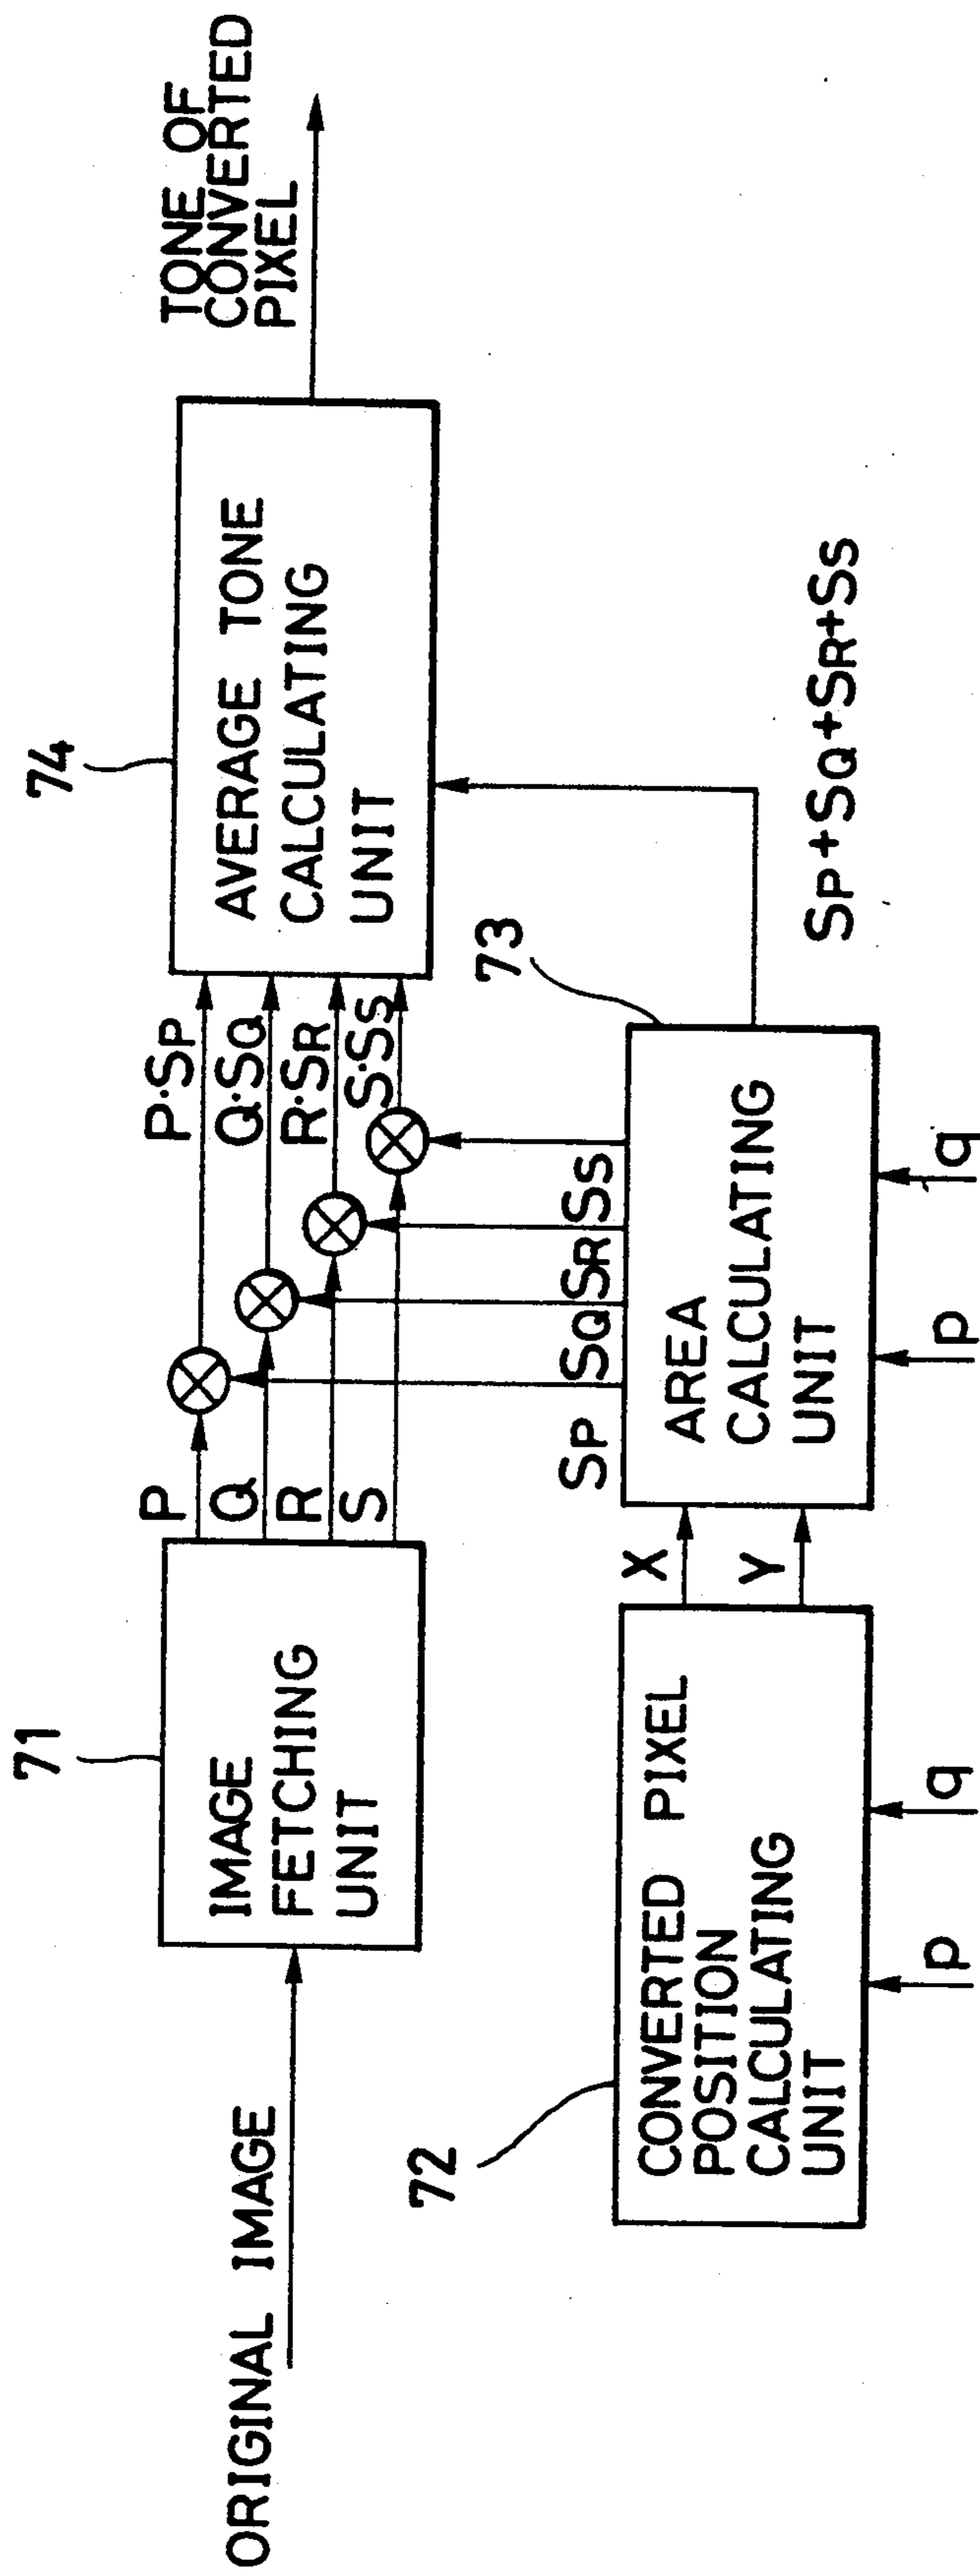 ORIGINAL IMAGE
71
IMAGE
FETCHING
UNIT
P
Q
R
S
P·SP
Q·SQ
R·SR
S·SS
74
AVERAGE TONE
CALCULATING
UNIT
TONE OF
CONVERTED
PIXEL
72
CONVERTED PIXEL
POSITION
CALCULATING
UNIT
p
q
X
Y
SP
SQ
SR
SS
73
AREA
CALCULATING
UNIT
p
q
SP+SQ+SR+SS